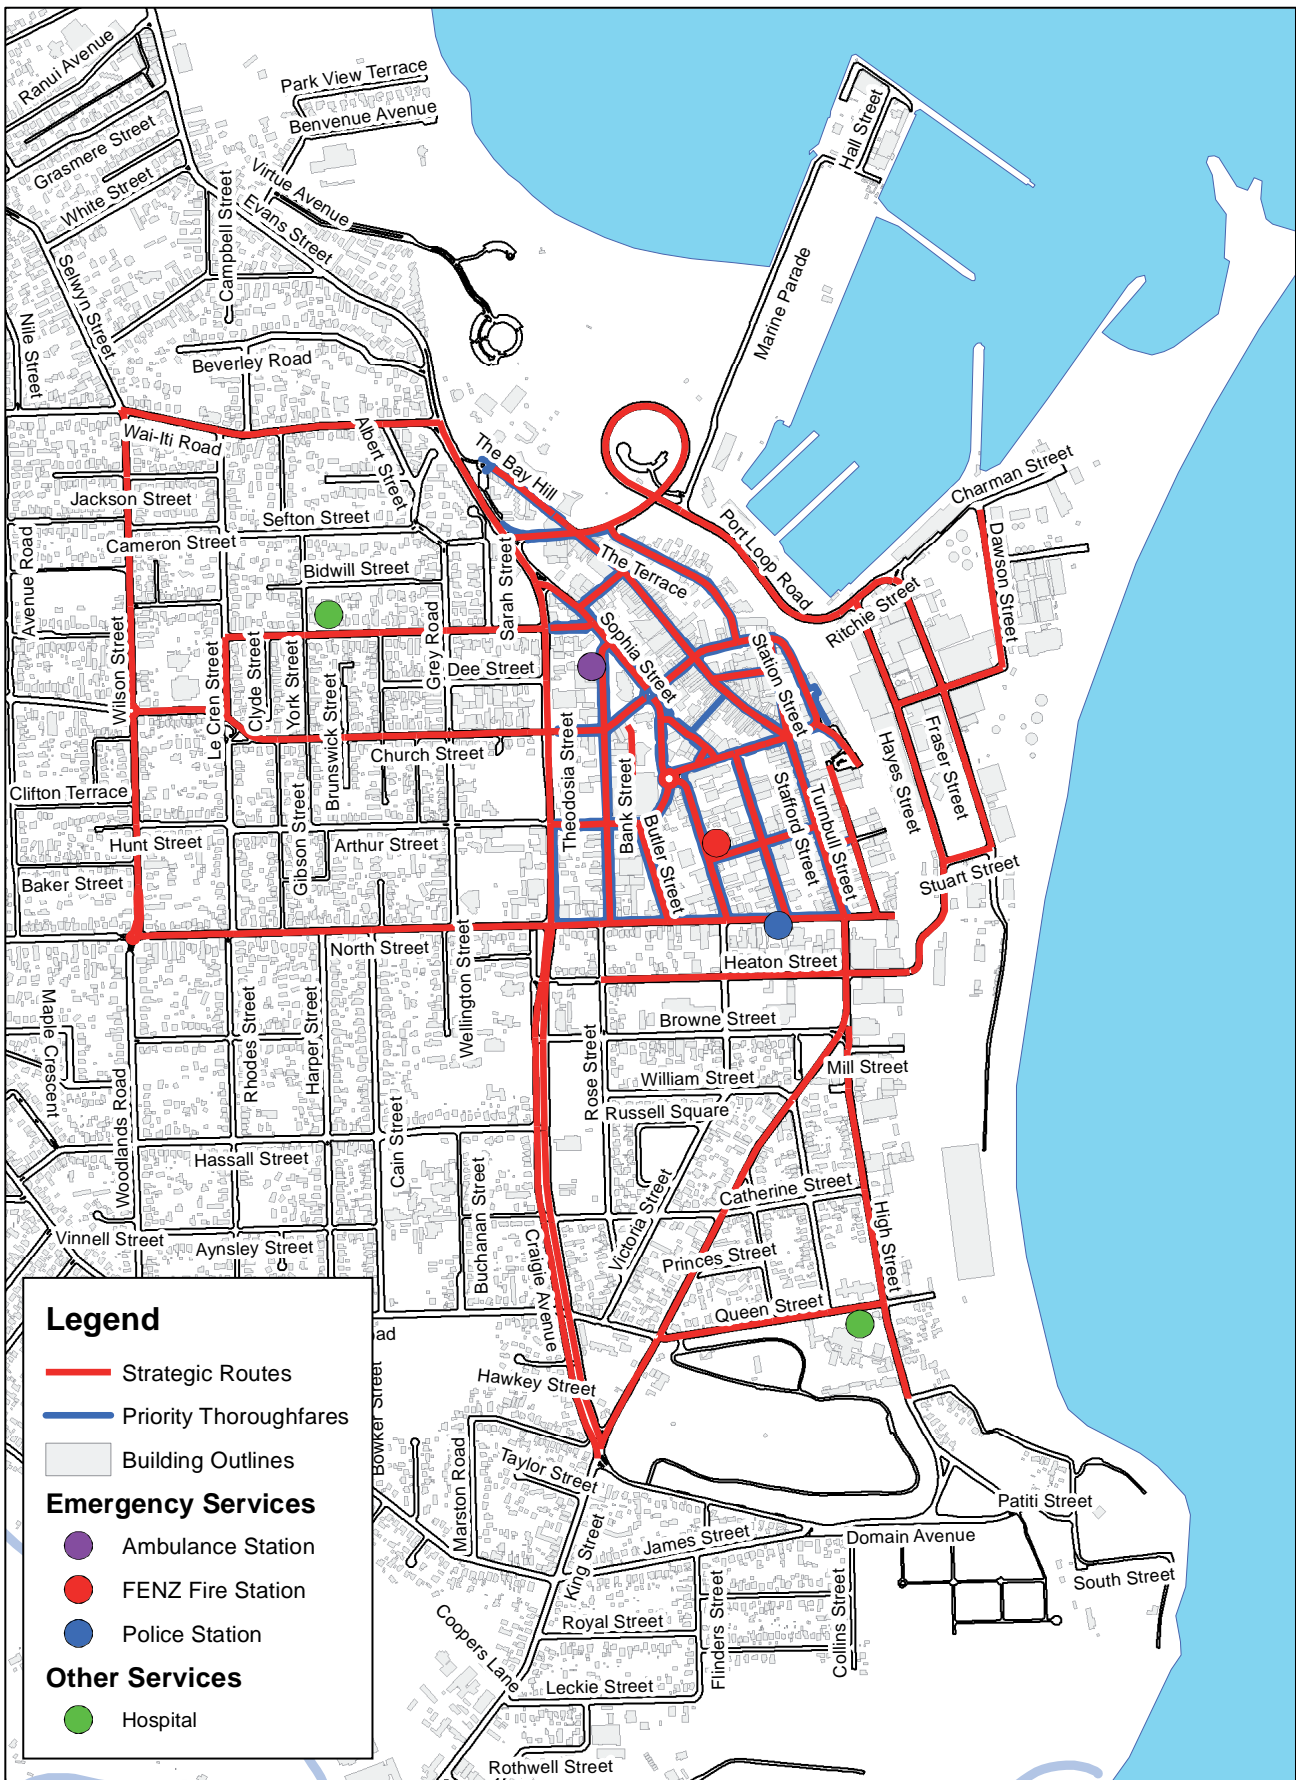 Ranui Avenue
Park View Terrace
Benvenue Avenue
Hall Street
Grasmere Street
White Street
Virtue Avenue
Evans Street
Campbell Street
Selwyn Street
Marine Parade
Nile Street
Beverley Road
Wai-Iti Road
Albert Street
The Bay Hill
Charman Street
Jackson Street
Sefton Street
Port Loop Road
Dawson Street
Avenue Road
Cameron Street
Bidwill Street
The Terrace
Sarah Street
Ritchie Street
Grey Road
Sophia Street
Station Street
Wilson Street
Le Cren Street
Clyde Street
York Street
Dee Street
Brunswick Street
Church Street
Theodosia Street
Hayes Street
Fraser Street
Clifton Terrace
Bank Street
Stafford Street
Turnbull Street
Hunt Street
Gibson Street
Arthur Street
Butler Street
Baker Street
Stuart Street
North Street
Wellington Street
Heaton Street
Maple Crescent
Rhodes Street
Harper Street
Browne Street
Rose Street
William Street
Mill Street
Russell Square
Woodlands Road
Hassall Street
Cain Street
Catherine Street
Buchanan Street
Victoria Street
High Street
Vinnell Street
Aynsley Street
Craigie Avenue
Princes Street
Queen Street
oad
Legend
Strategic Routes
Priority Thoroughfares
Building Outlines
Emergency Services
Ambulance Station
FENZ Fire Station
Police Station
Other Services
Hospital
Hawkey Street
Bowker Street
Marston Road
Taylor Street
Patiti Street
King Street
James Street
Domain Avenue
South Street
Coopers Lane
Royal Street
Flinders Street
Collins Street
Leckie Street
Rothwell Street